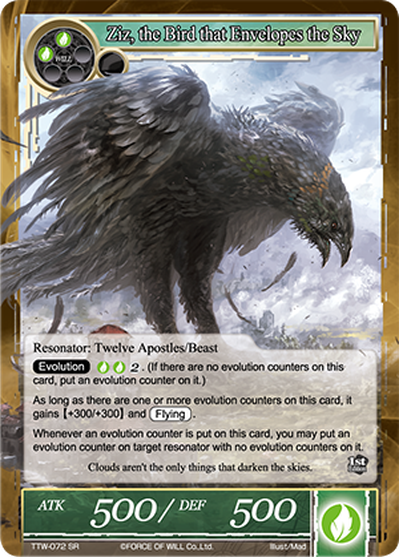 Ziz, the Bird that Envelopes the Sky
WILL
Resonator: Twelve Apostles/Beast
Evolution 2 . (If there are no evolution counters on this
card, put an evolution counter on it.)
As long as there are one or more evolution counters on this card, it
gains 【+300/+300】 and Flying .
Whenever an evolution counter is put on this card, you may put an
evolution counter on target resonator with no evolution counters on it.
Clouds aren't the only things that darken the skies.
1st
Edition
ATK 500 / DEF 500
TTW-072 SR ©FORCE OF WILL Co.,Ltd. Illust/Mad